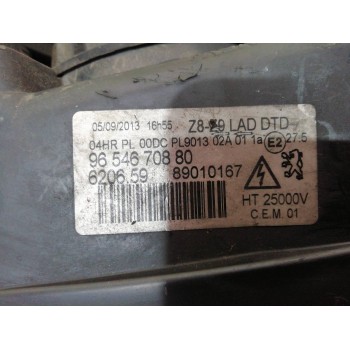 05/09/2013 16h55 Z8-Z9 LAD DTD
04HR PL 00DC PL9013 02A 01 1a E2 27.5
96 546 708 80
6206.59 89010167
HT 25000V
C.E.M. 01